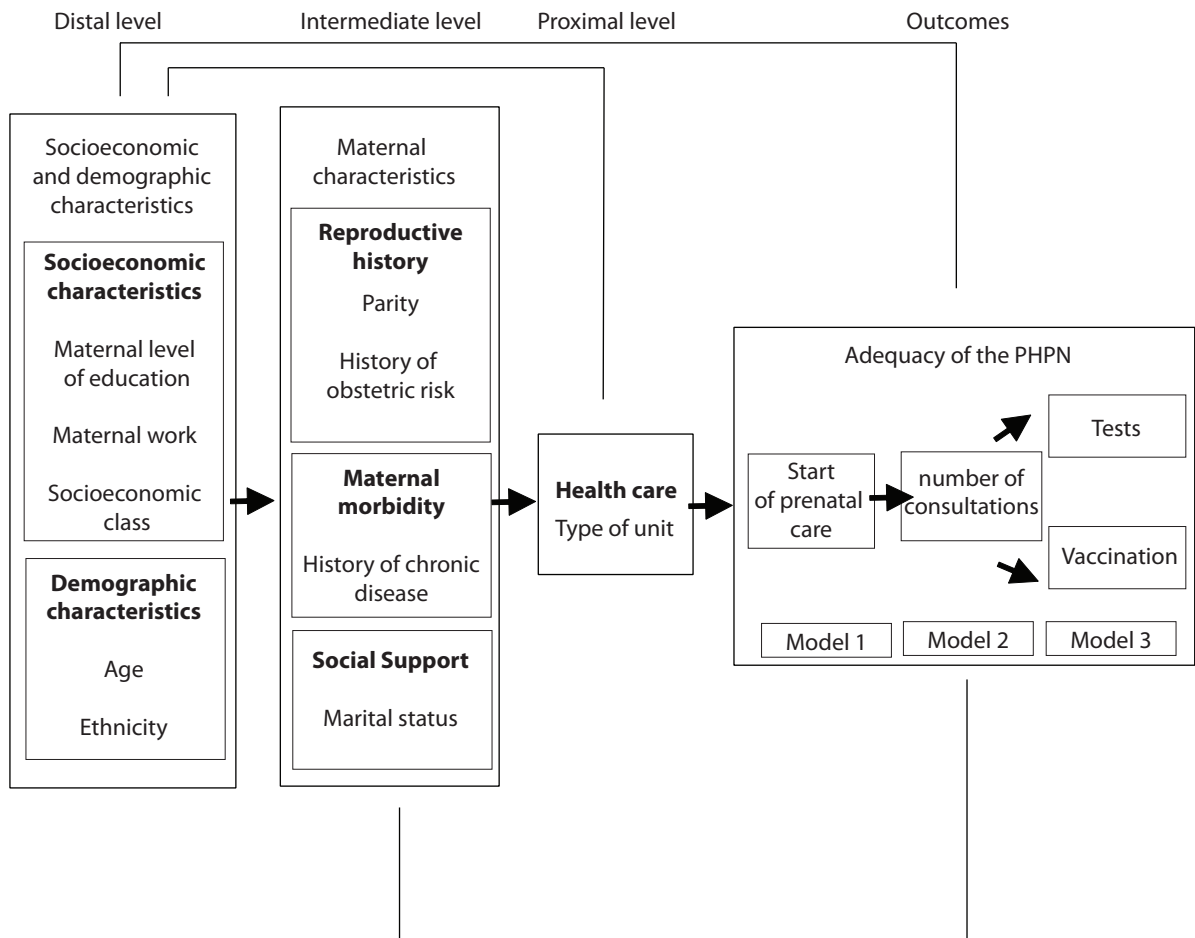 Distal level
Intermediate level
Proximal level
Outcomes
Socioeconomic
and demographic
characteristics
Socioeconomic
characteristics
Maternal level
of education
Maternal work
Socioeconomic
class
Demographic
characteristics
Age
Ethnicity
Maternal
characteristics
Reproductive
history
Parity
History of
obstetric risk
Maternal
morbidity
History of chronic
disease
Social Support
Marital status
Health care
Type of unit
Adequacy of the PHPN
Start
of prenatal
care
number of
consultations
Tests
Vaccination
Model 1
Model 2
Model 3